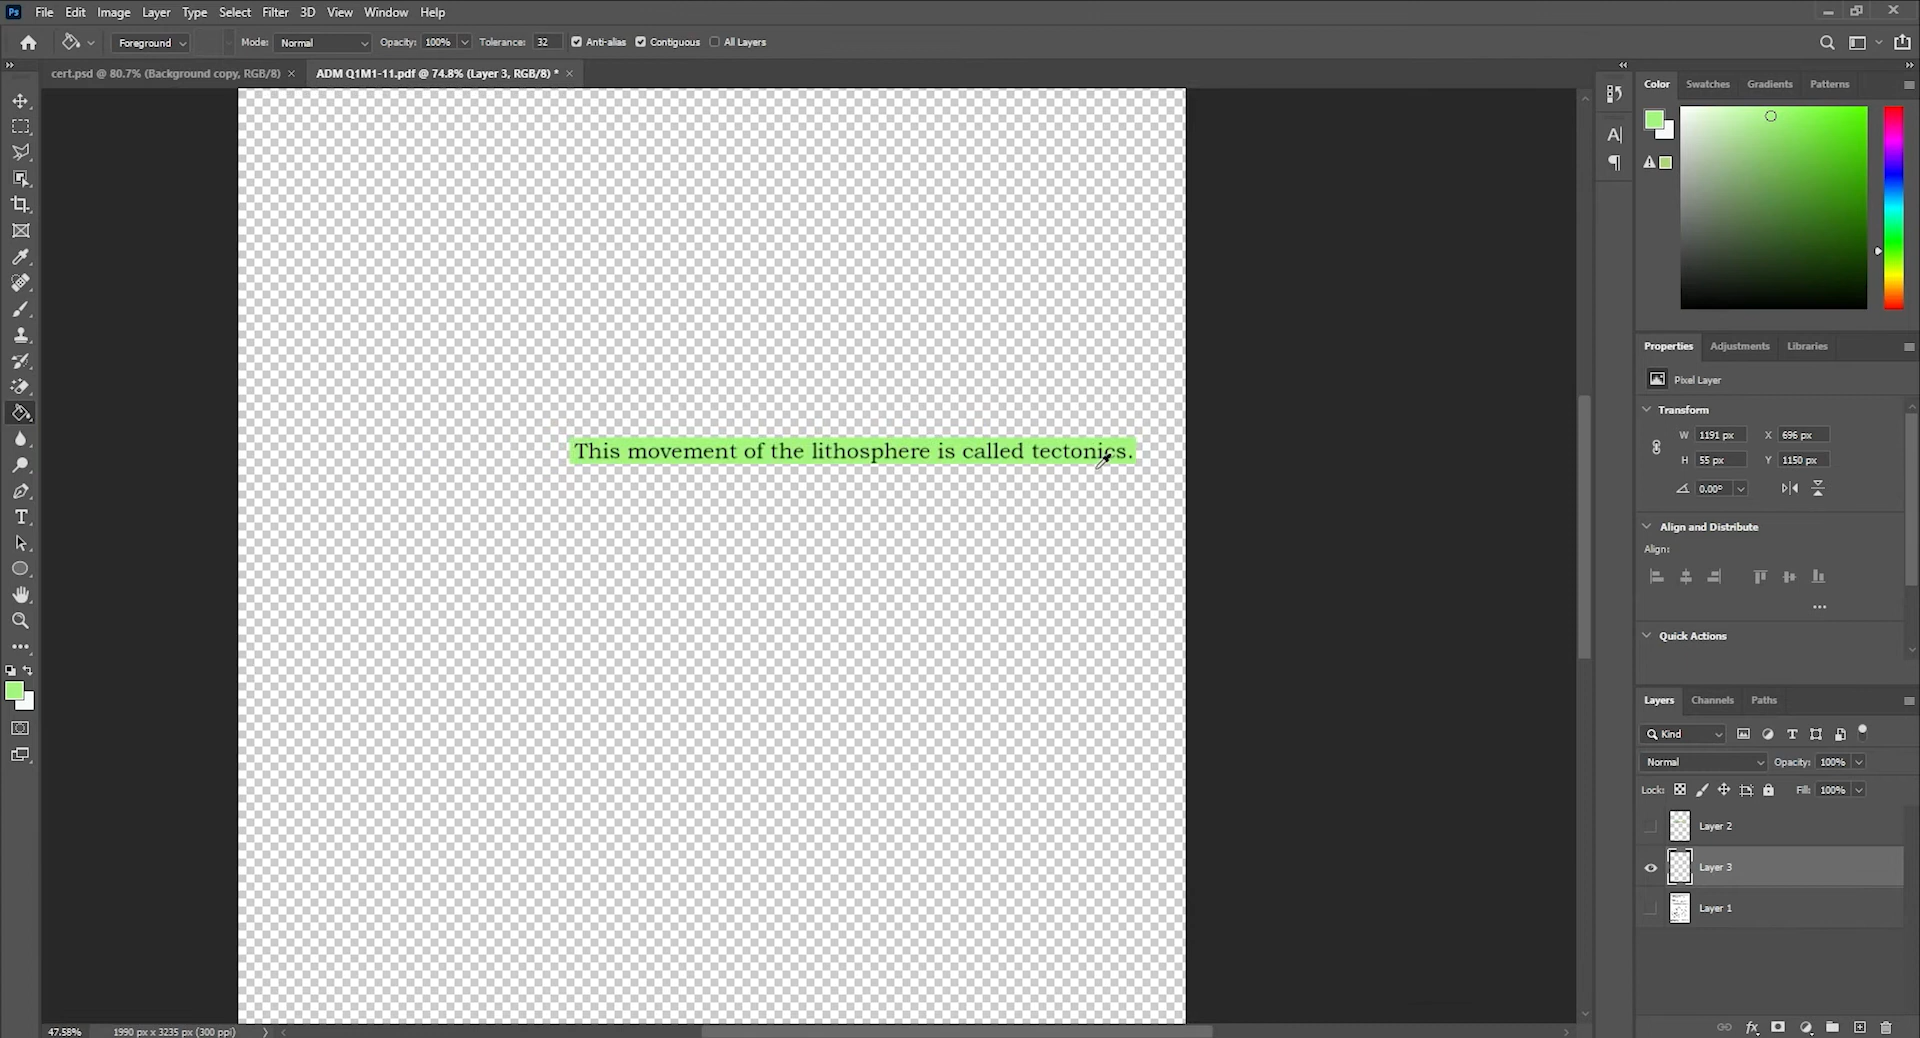 Ps File Edit Image Layer Type Select Filter 3D View Window Help
Foreground Mode: Normal Opacity: 100% Tolerance: 32 Anti-alias Contiguous All Layers
cert.psd @ 80.7% (Background copy, RGB/8) × ADM Q1M1-11.pdf @ 74.8% (Layer 3, RGB/8) * ×
Color Swatches Gradients Patterns
This movement of the lithosphere is called tectonics.
Properties Adjustments Libraries
Pixel Layer
Transform
W 1191 px X 696 px
H 55 px Y 1150 px
0.00°
Align and Distribute
Align:
Quick Actions
Layers Channels Paths
Kind
Normal Opacity: 100%
Lock: Fill: 100%
Layer 2
Layer 3
Layer 1
fx
47.58% 1990 px x 3235 px (300 ppi)